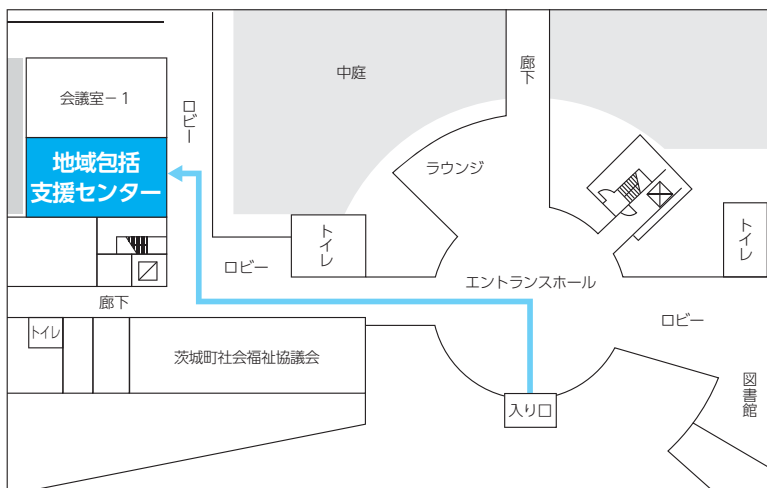 中庭
廊下
会議室－1
ロビー
地域包括
支援センター
ラウンジ
トイレ
トイレ
ロビー
エントランスホール
廊下
ロビー
トイレ
茨城町社会福祉協議会
図書館
入り口